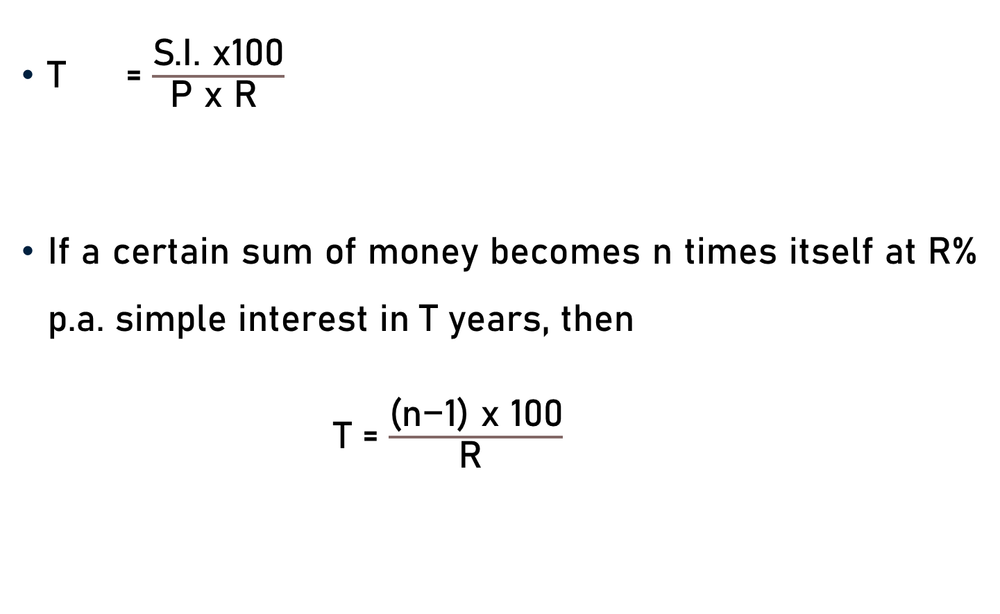 S.I. x100
• T =
P x R
• If a certain sum of money becomes n times itself at R%
p.a. simple interest in T years, then
(n−1) x 100
T =
R